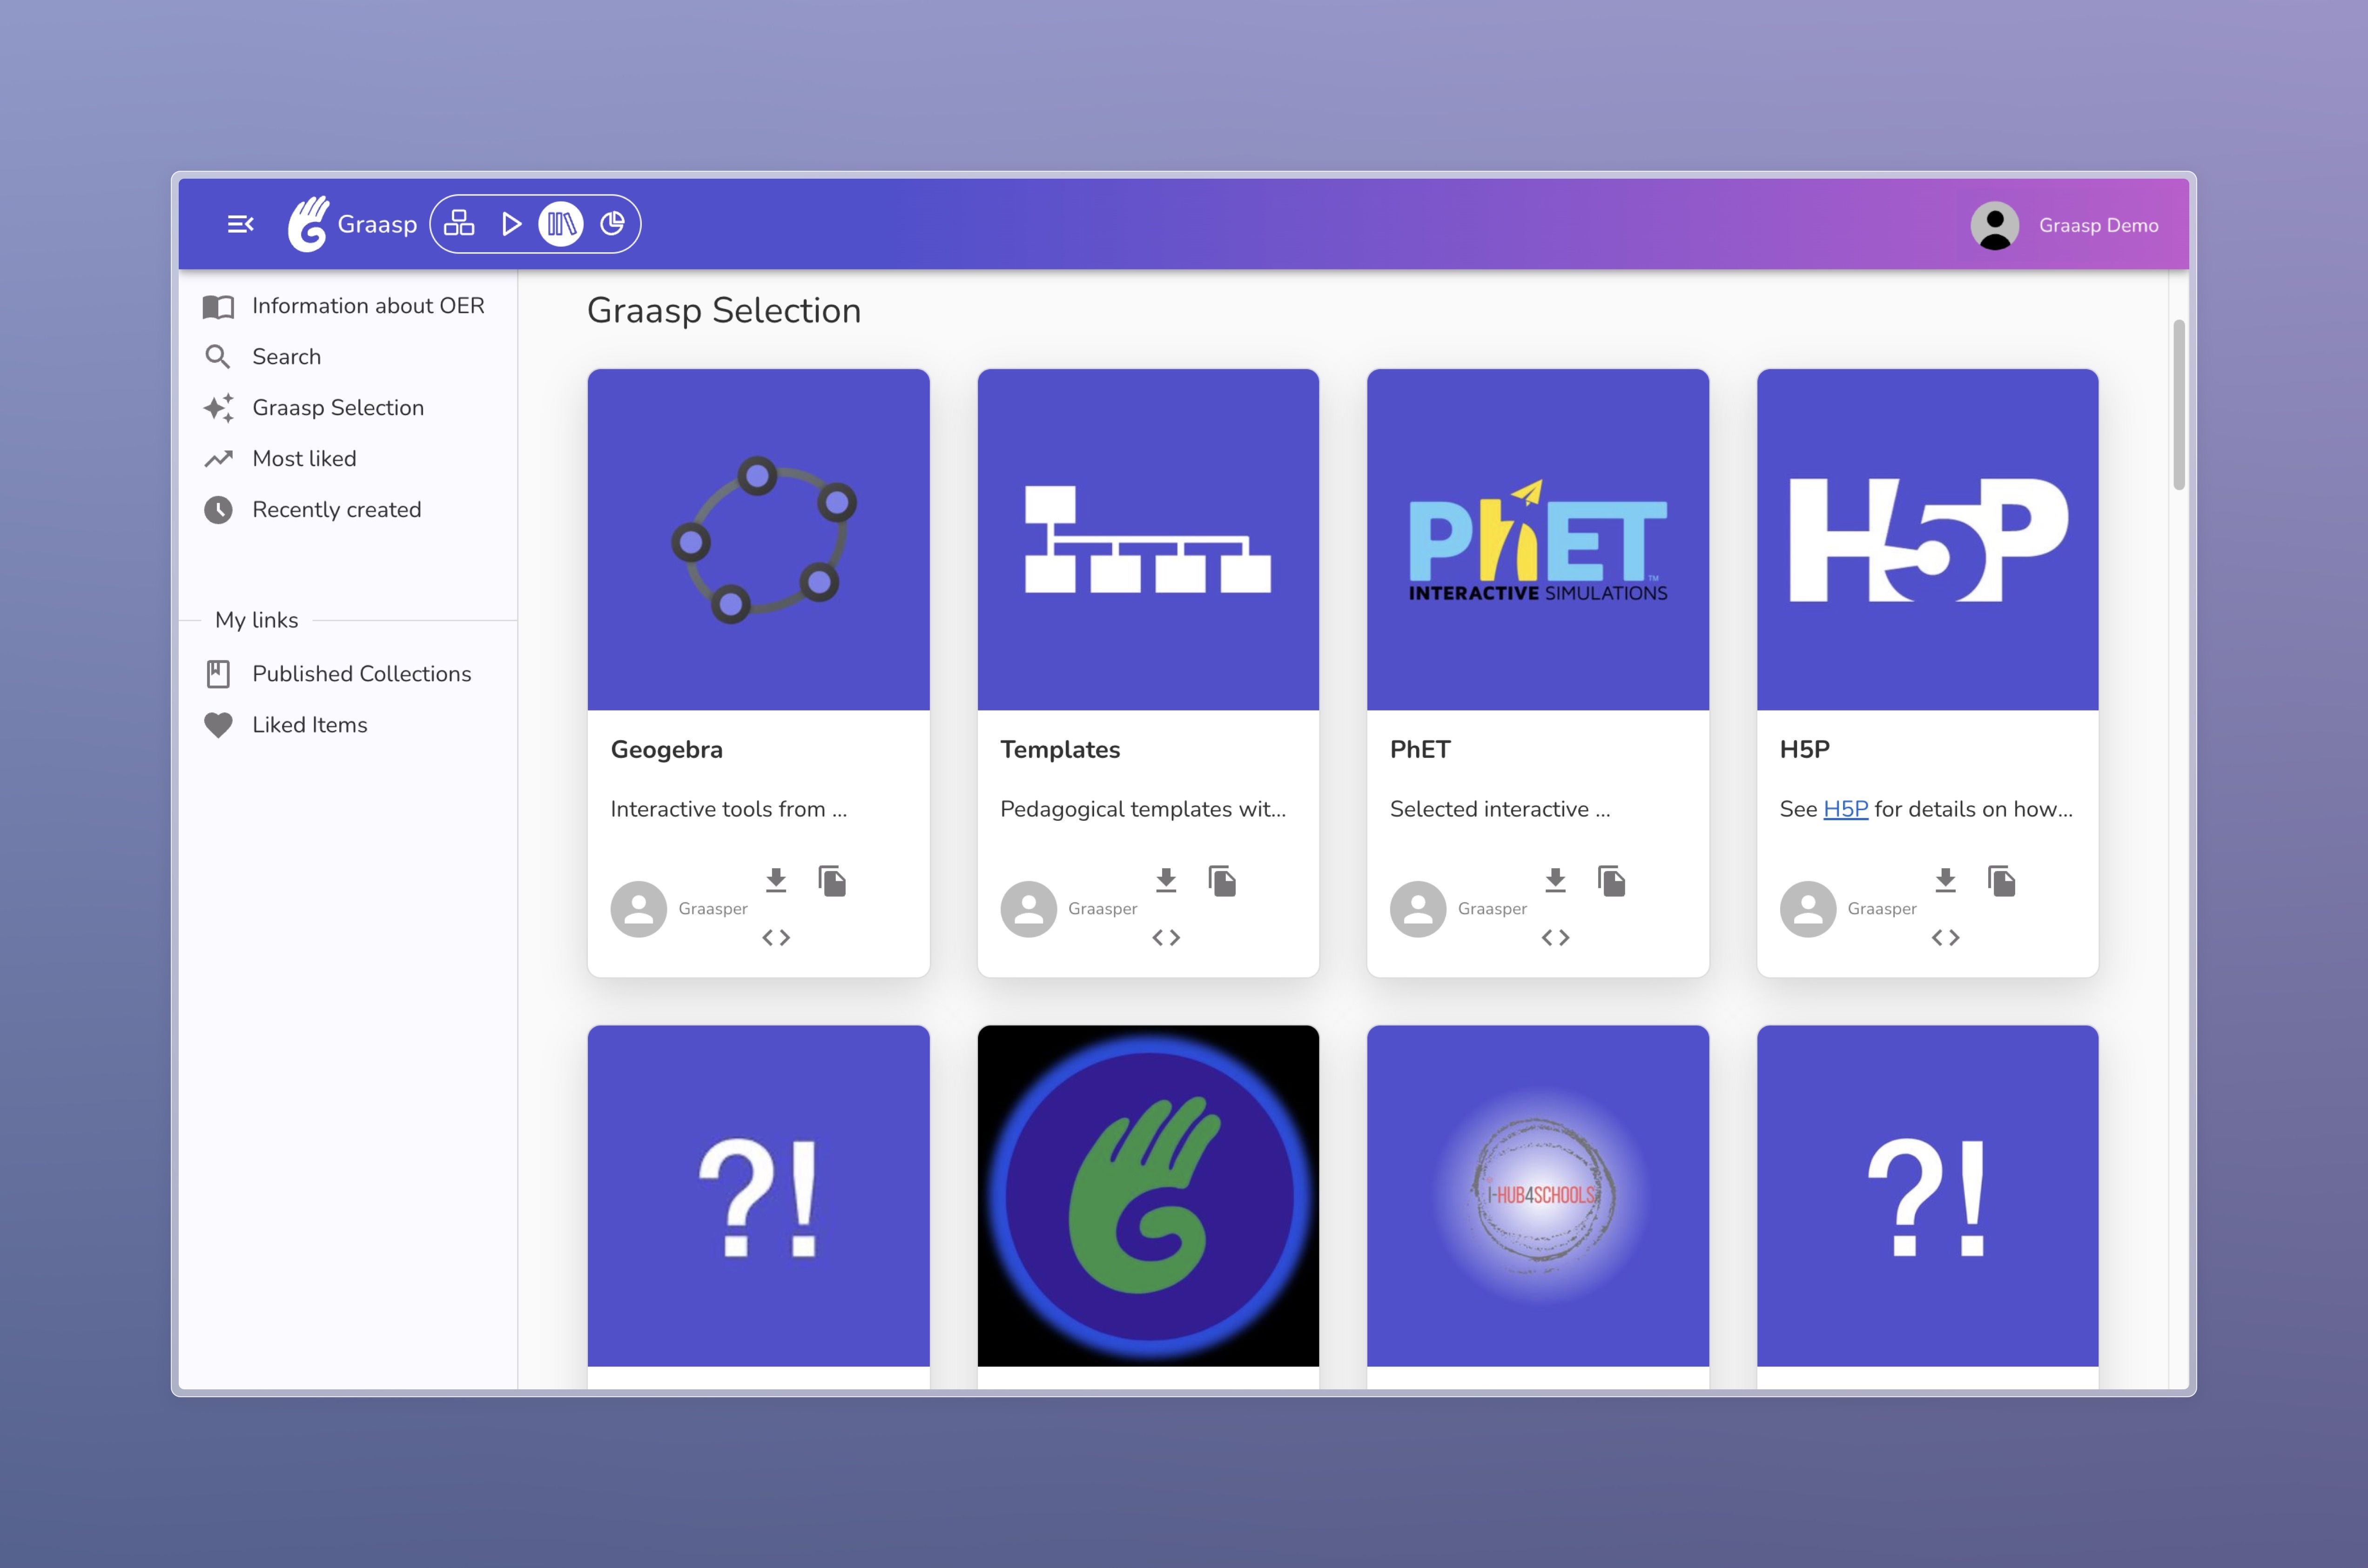 Graasp
Graasp Demo
Information about OER
Search
Graasp Selection
Most liked
Recently created
My links
Published Collections
Liked Items
Graasp Selection
PhET™
INTERACTIVE SIMULATIONS
H5P
Geogebra
Templates
PhET
H5P
Interactive tools from ...
Pedagogical templates wit...
Selected interactive ...
See H5P for details on how...
Graasper
Graasper
Graasper
Graasper
?!
I-HUB4SCHOOLS
?!